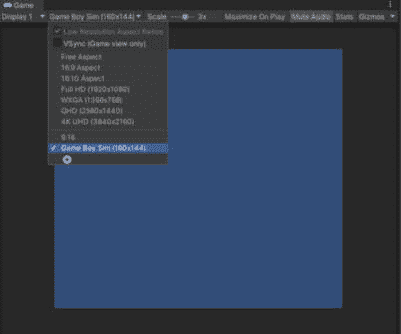 Game
Display 1 Game Boy Sim (160x144) Scale 3x Maximize On Play Mute Audio Stats Gizmos
Low Resolution Aspect Ratios
VSync (Game view only)
Free Aspect
16:9 Aspect
16:10 Aspect
Full HD (1920x1080)
WXGA (1366x768)
QHD (2560x1440)
4K UHD (3840x2160)
9:16
Game Boy Sim (160x144)